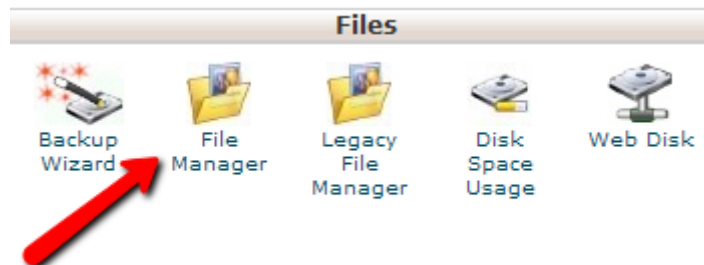 Files
Backup
Wizard
File
Manager
Legacy
File
Manager
Disk
Space
Usage
Web Disk